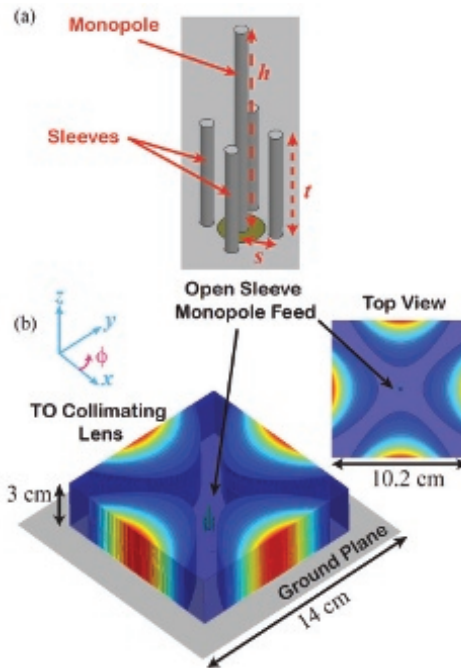 (a)
Monopole
h
Sleeves
t
s
Open Sleeve
Monopole Feed
Top View
(b)
z
y
ϕ
x
TO Collimating
Lens
10.2 cm
3 cm
Ground Plane
14 cm